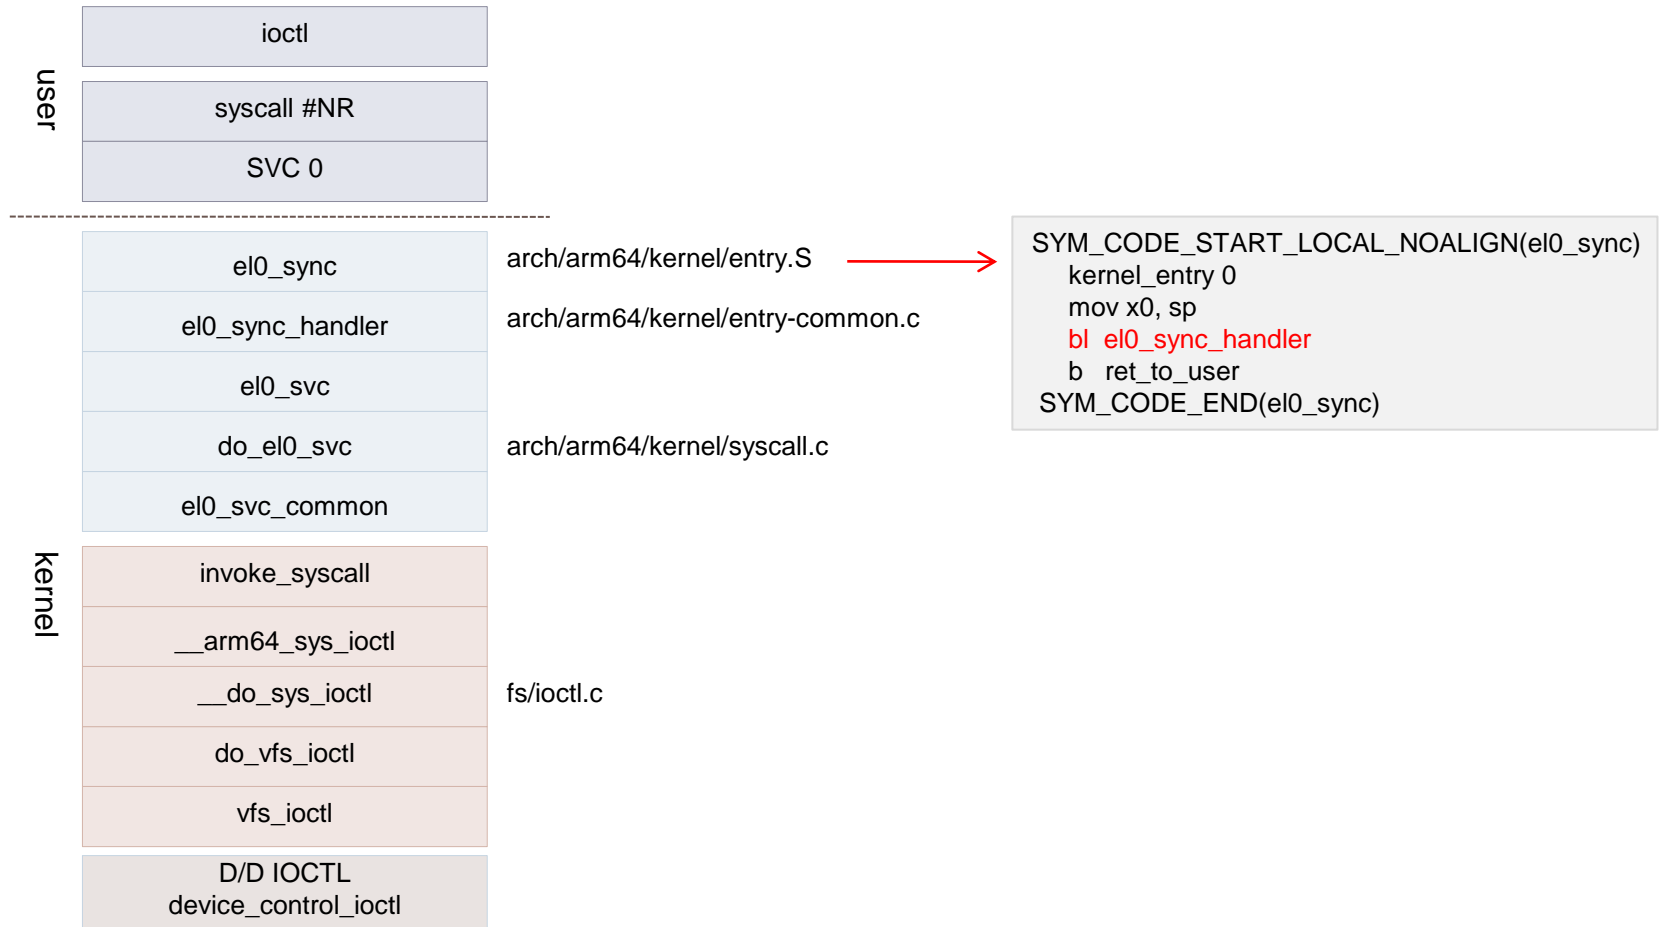 user
ioctl
syscall #NR
SVC 0
kernel
el0_sync
arch/arm64/kernel/entry.S
el0_sync_handler
arch/arm64/kernel/entry-common.c
el0_svc
do_el0_svc
arch/arm64/kernel/syscall.c
el0_svc_common
invoke_syscall
__arm64_sys_ioctl
__do_sys_ioctl
fs/ioctl.c
do_vfs_ioctl
vfs_ioctl
D/D IOCTL
device_control_ioctl
SYM_CODE_START_LOCAL_NOALIGN(el0_sync)
kernel_entry 0
mov x0, sp
bl el0_sync_handler
b ret_to_user
SYM_CODE_END(el0_sync)